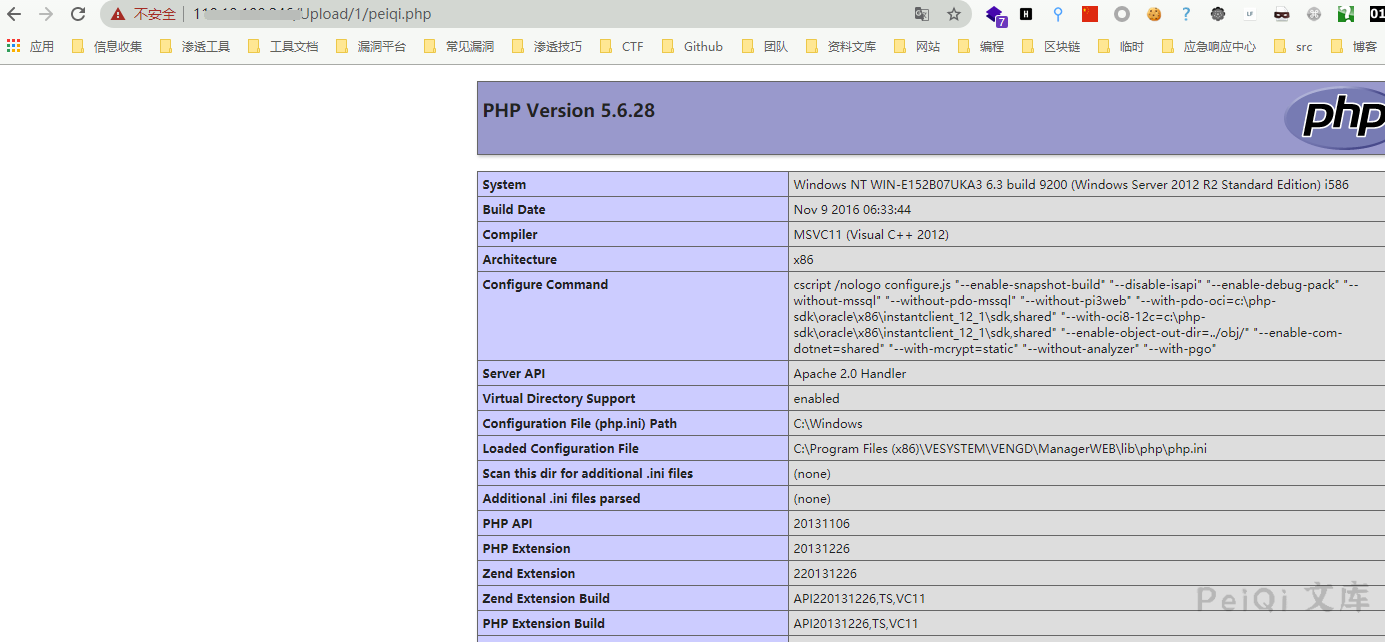 不安全 /Upload/1/peiqi.php
7
应用 信息收集 渗透工具 工具文档 漏洞平台 常见漏洞 渗透技巧 CTF Github 团队 资料文库 网站 编程 区块链 临时 应急响应中心 src 博客
PHP Version 5.6.28
php
System Windows NT WIN-E152B07UKA3 6.3 build 9200 (Windows Server 2012 R2 Standard Edition) i586
Build Date Nov 9 2016 06:33:44
Compiler MSVC11 (Visual C++ 2012)
Architecture x86
Configure Command cscript /nologo configure.js "--enable-snapshot-build" "--disable-isapi" "--enable-debug-pack" "--
without-mssql" "--without-pdo-mssql" "--without-pi3web" "--with-pdo-oci=c:\php-
sdk\oracle\x86\instantclient_12_1\sdk,shared" "--with-oci8-12c=c:\php-
sdk\oracle\x86\instantclient_12_1\sdk,shared" "--enable-object-out-dir=../obj/" "--enable-com-
dotnet=shared" "--with-mcrypt=static" "--without-analyzer" "--with-pgo"
Server API Apache 2.0 Handler
Virtual Directory Support enabled
Configuration File (php.ini) Path C:\Windows
Loaded Configuration File C:\Program Files (x86)\VESYSTEM\VENGD\ManagerWEB\lib\php\php.ini
Scan this dir for additional .ini files (none)
Additional .ini files parsed (none)
PHP API 20131106
PHP Extension 20131226
Zend Extension 220131226
Zend Extension Build API220131226,TS,VC11
PHP Extension Build API20131226,TS,VC11
PeiQi 文库